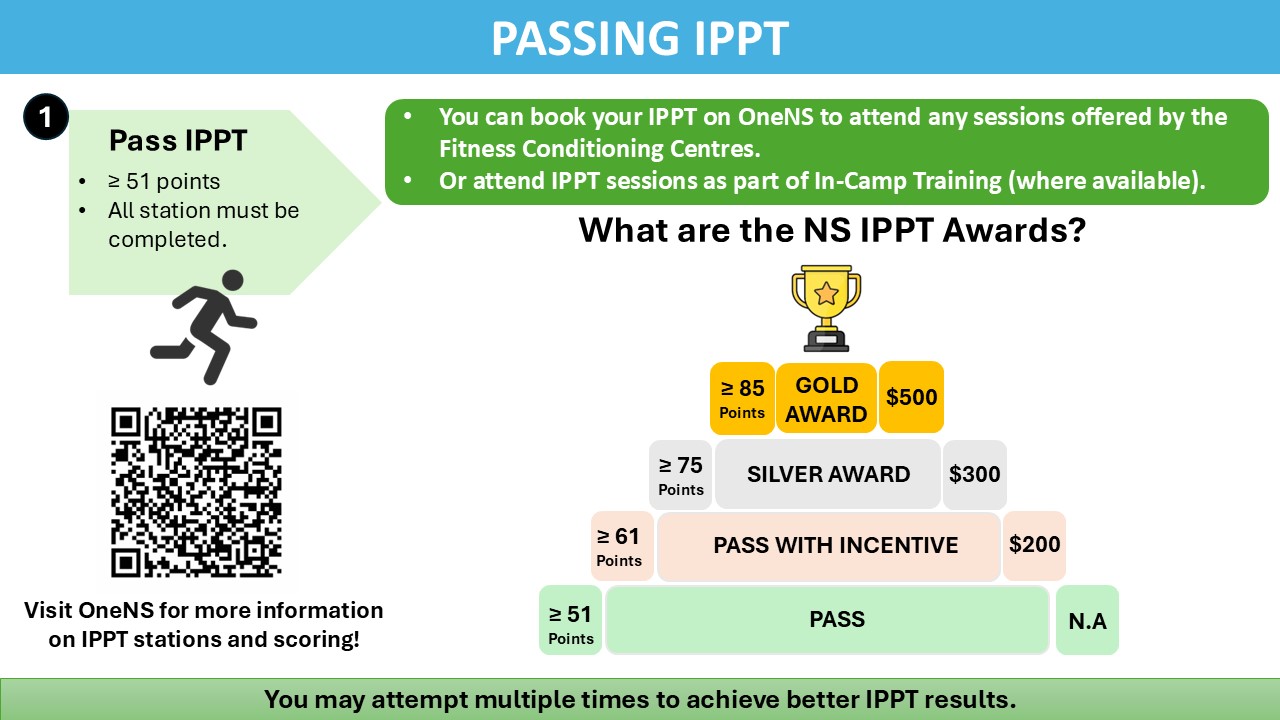 PASSING IPPT
1
Pass IPPT
• ≥ 51 points
• All station must be
completed.
• You can book your IPPT on OneNS to attend any sessions offered by the
Fitness Conditioning Centres.
• Or attend IPPT sessions as part of In-Camp Training (where available).
What are the NS IPPT Awards?
≥ 85
Points
GOLD
AWARD
$500
≥ 75
Points
SILVER AWARD
$300
≥ 61
Points
PASS WITH INCENTIVE
$200
≥ 51
Points
PASS
N.A
Visit OneNS for more information
on IPPT stations and scoring!
You may attempt multiple times to achieve better IPPT results.